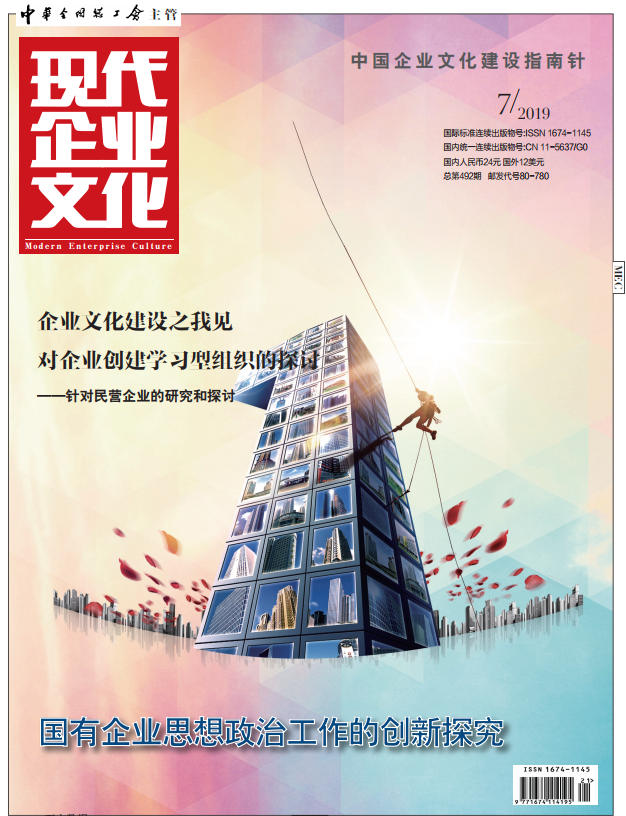 中华全国总工会主管
现代
企业
文化
Modern Enterprise Culture
中国企业文化建设指南针
7/2019
国际标准连续出版物号:ISSN 1674-1145
国内统一连续出版物号:CN 11-5637/G0
国内人民币24元 国外12美元
总第492期 邮发代号80-780
MEC
企业文化建设之我见
对企业创建学习型组织的探讨
——针对民营企业的研究和探讨
国有企业思想政治工作的创新探究
ISSN 1674-1145
21>
9 771674 114195